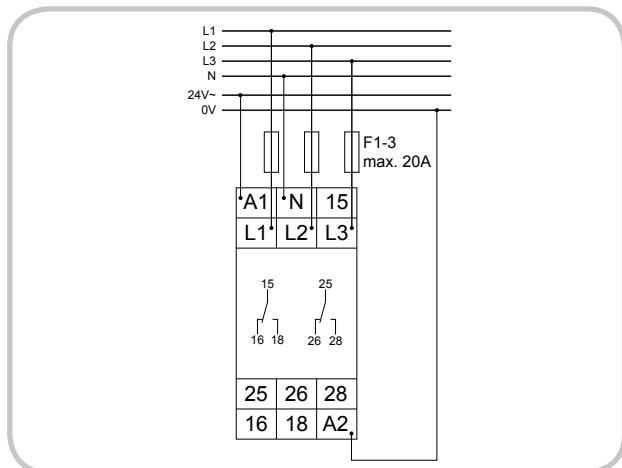 L1
L2
L3
N
24V~
0V
F1-3
max. 20A
A1 N 15
L1 L2 L3
15 25
16 18 26 28
25 26 28
16 18 A2